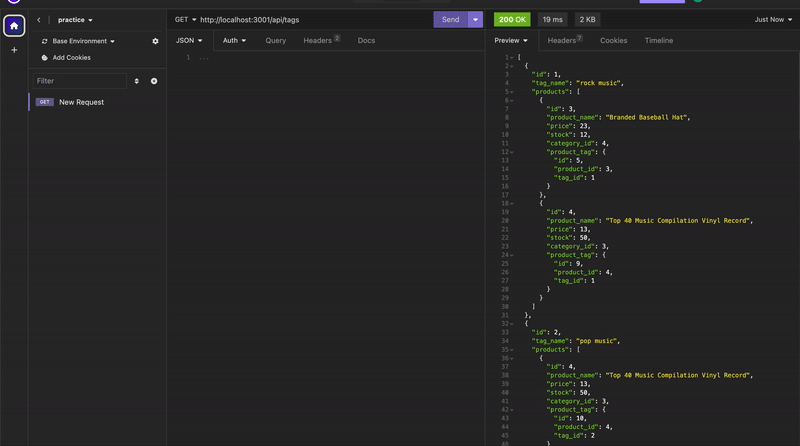 practice
GET http://localhost:3001/api/tags
Send
200 OK
19 ms
2 KB
Just Now
Base Environment
Add Cookies
Filter
GET New Request
JSON
Auth
Query
Headers 2
Docs
1 ...
Preview
Headers 7
Cookies
Timeline
1 [
2 {
3 "id": 1,
4 "tag_name": "rock music",
5 "products": [
6 {
7 "id": 3,
8 "product_name": "Branded Baseball Hat",
9 "price": 23,
10 "stock": 12,
11 "category_id": 4,
12 "product_tag": {
13 "id": 5,
14 "product_id": 3,
15 "tag_id": 1
16 }
17 },
18 {
19 "id": 4,
20 "product_name": "Top 40 Music Compilation Vinyl Record",
21 "price": 13,
22 "stock": 50,
23 "category_id": 3,
24 "product_tag": {
25 "id": 9,
26 "product_id": 4,
27 "tag_id": 1
28 }
29 }
30 ]
31 },
32 {
33 "id": 2,
34 "tag_name": "pop music",
35 "products": [
36 {
37 "id": 4,
38 "product_name": "Top 40 Music Compilation Vinyl Record",
39 "price": 13,
40 "stock": 50,
41 "category_id": 3,
42 "product_tag": {
43 "id": 10,
44 "product_id": 4,
45 "tag_id": 2
46 }